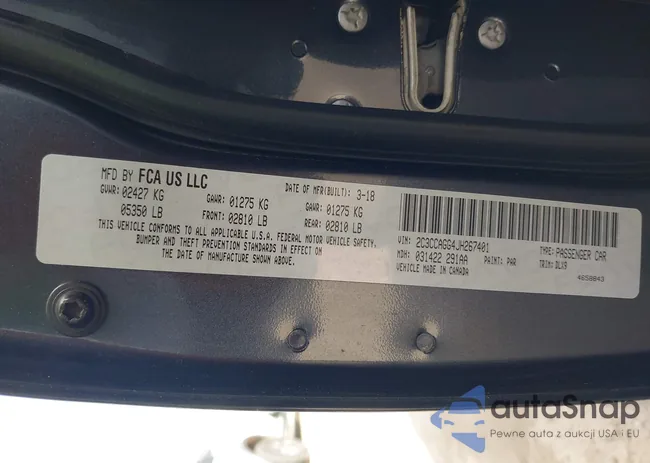 MFD BY FCA US LLC
DATE OF MFR(BUILT): 3-18
GVWR: 02427 KG
GAWR: 01275 KG
GAWR: 01275 KG
05350 LB
FRONT: 02810 LB
REAR: 02810 LB
THIS VEHICLE CONFORMS TO ALL APPLICABLE U.S.A. FEDERAL MOTOR VEHICLE SAFETY,
BUMPER AND THEFT PREVENTION STANDARDS IN EFFECT ON
THE DATE OF MANUFACTURE SHOWN ABOVE.
VIN: 2C3CCAGG4JH267401
TYPE: PASSENGER CAR
MDH: 031422 291AA
PAINT: PAR
TRIM: DLX9
VEHICLE MADE IN CANADA
4658843
autoSnap
Pewne auta z aukcji USA i EU